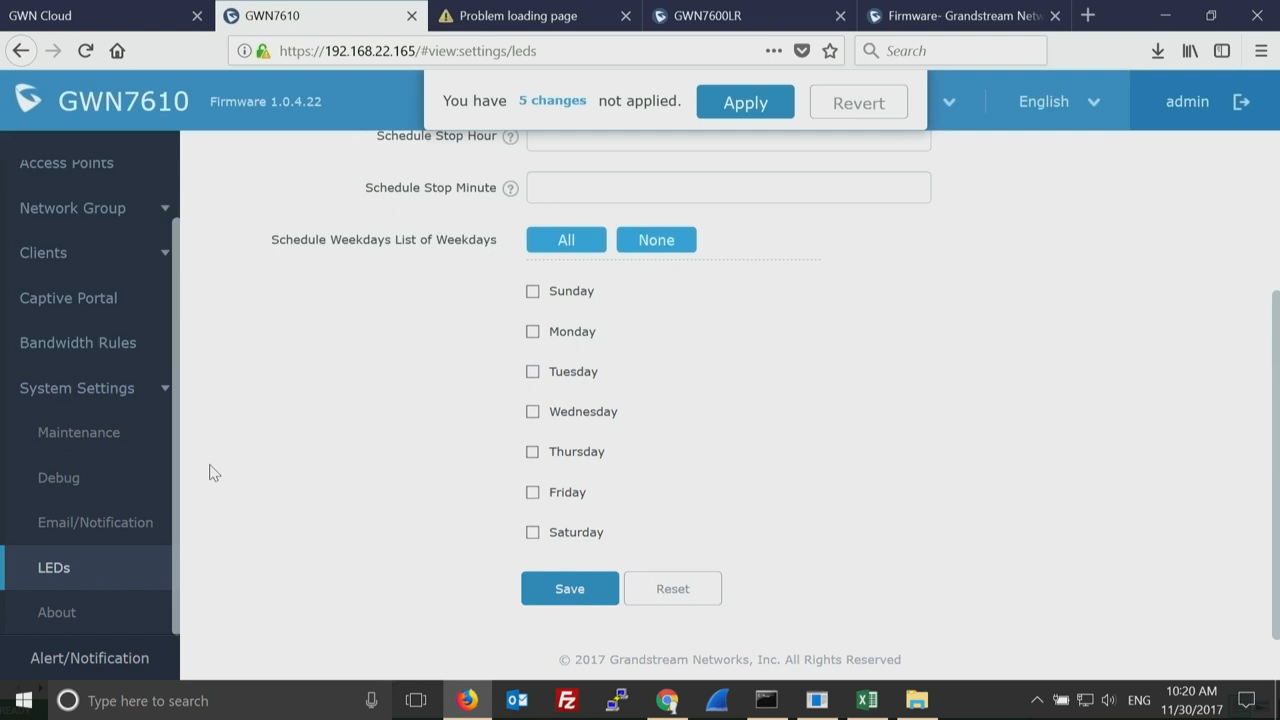 GWN Cloud
GWN7610
Problem loading page
GWN7600LR
Firmware- Grandstream Netw
https://192.168.22.165/#view:settings/leds
Search
GWN7610
Firmware 1.0.4.22
You have 5 changes not applied.
Apply
Revert
English
admin
Access Points
Network Group
Clients
Captive Portal
Bandwidth Rules
System Settings
Maintenance
Debug
Email/Notification
LEDs
About
Alert/Notification
Schedule Stop Hour
Schedule Stop Minute
Schedule Weekdays List of Weekdays
All
None
Sunday
Monday
Tuesday
Wednesday
Thursday
Friday
Saturday
Save
Reset
© 2017 Grandstream Networks, Inc. All Rights Reserved
Type here to search
ENG
10:20 AM
11/30/2017